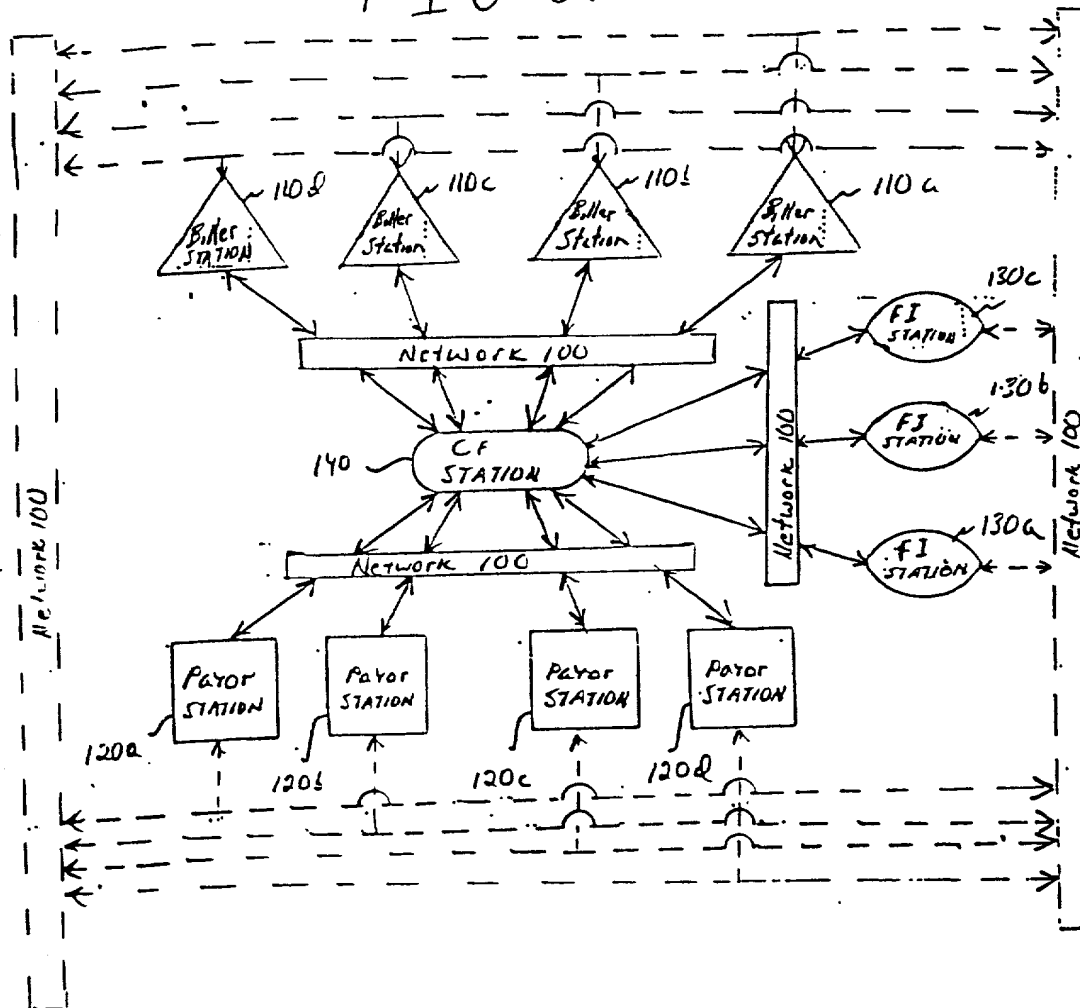 FIG
110d
110c
110b
110a
Biller
STATION
Biller
Station
Biller
Station
Biller
Station
130c
FI
STATION
Network 100
130b
FI
STATION
Network 100
CF
STATION
140
130a
FI
STATION
Network 100
Network 100
Network 100
Payor
STATION
Payor
STATION
Payor
STATION
Payor
STATION
120a
120b
120c
120d